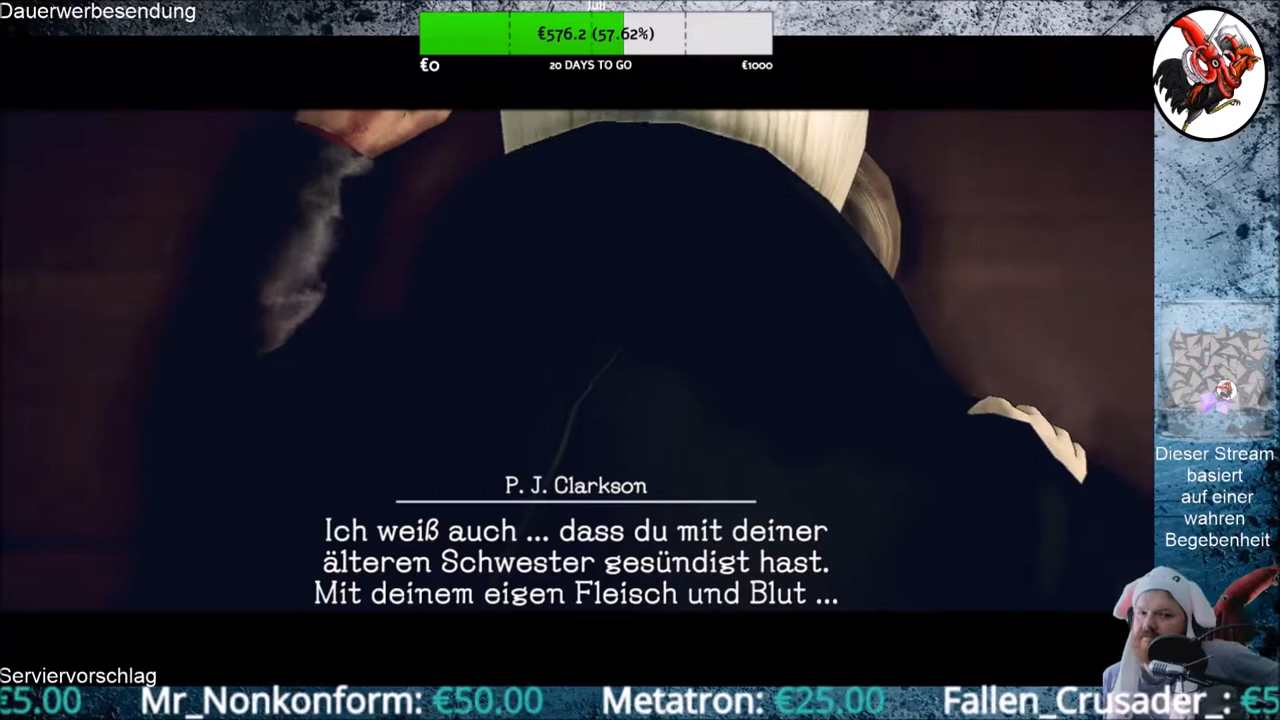 Dauerwerbesendung
Juli
€576.2 (57.62%)
€0
20 DAYS TO GO
€1000
P. J. Clarkson
Ich weiß auch ... dass du mit deiner
älteren Schwester gesündigt hast.
Mit deinem eigen Fleisch und Blut ...
Dieser Stream
basiert
auf einer
wahren
Begebenheit
Serviervorschlag
€5.00 Mr_Nonkonform: €50.00 Metatron: €25.00 Fallen_Crusader_: €5